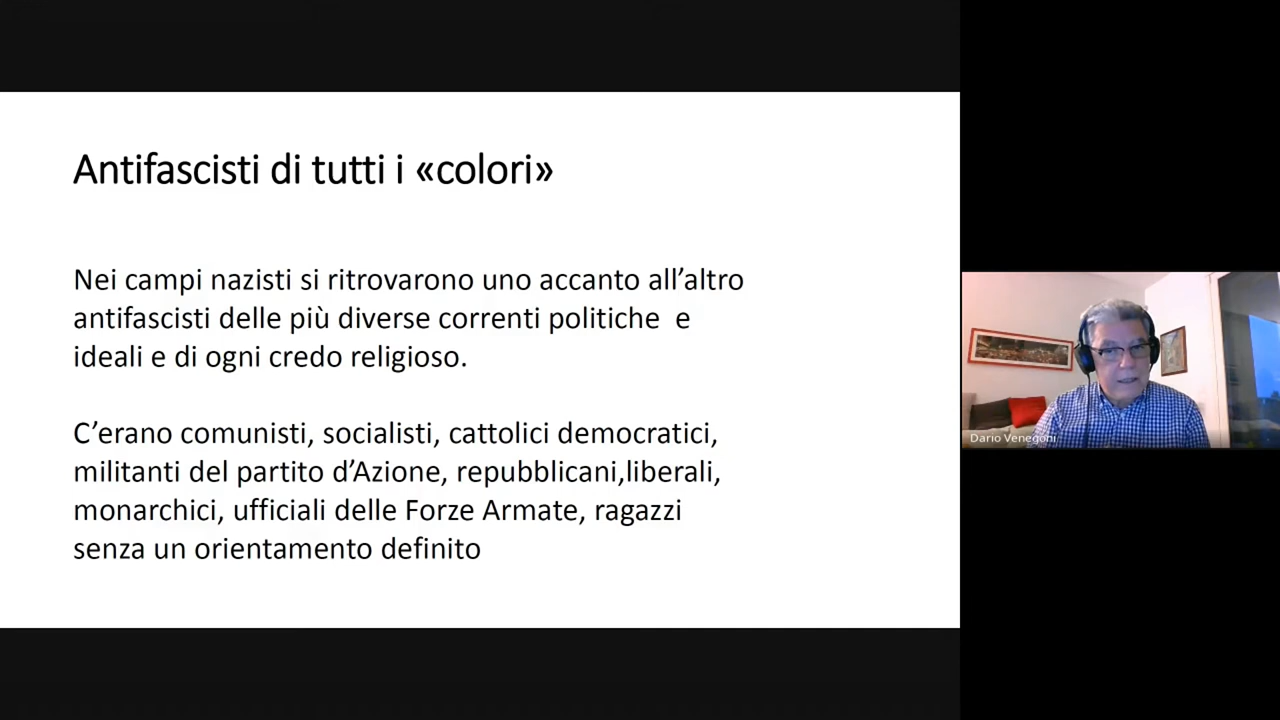 Antifascisti di tutti i «colori»
Nei campi nazisti si ritrovarono uno accanto all’altro
antifascisti delle più diverse correnti politiche  e
ideali e di ogni credo religioso.
C’erano comunisti, socialisti, cattolici democratici,
militanti del partito d’Azione, repubblicani,liberali,
monarchici, ufficiali delle Forze Armate, ragazzi
senza un orientamento definito
Dario Venegoni